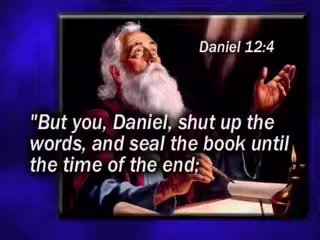 Daniel 12:4
"But you, Daniel, shut up the
words, and seal the book until
the time of the end;